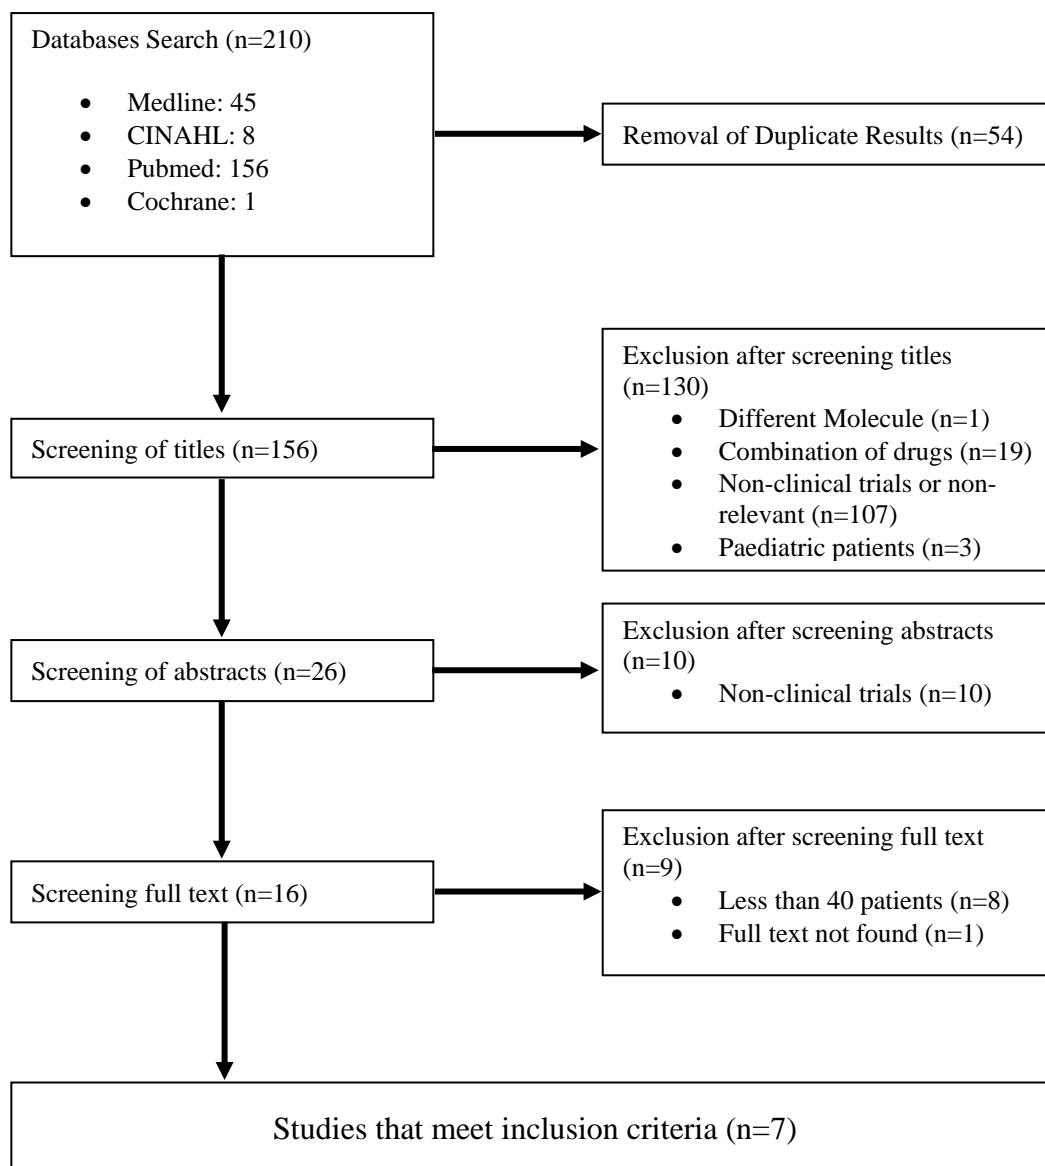 Databases Search (n=210)
• Medline: 45
• CINAHL: 8
• Pubmed: 156
• Cochrane: 1
Removal of Duplicate Results (n=54)
Screening of titles (n=156)
Exclusion after screening titles
(n=130)
• Different Molecule (n=1)
• Combination of drugs (n=19)
• Non-clinical trials or non-
relevant (n=107)
• Paediatric patients (n=3)
Screening of abstracts (n=26)
Exclusion after screening abstracts
(n=10)
• Non-clinical trials (n=10)
Screening full text (n=16)
Exclusion after screening full text
(n=9)
• Less than 40 patients (n=8)
• Full text not found (n=1)
Studies that meet inclusion criteria (n=7)